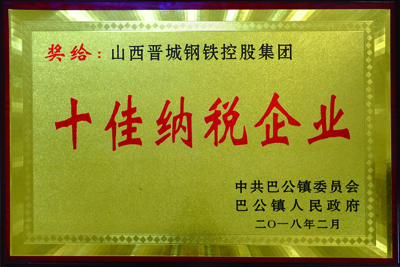 奖给：山西晋城钢铁控股集团
十佳纳税企业
中共巴公镇委员会
巴公镇人民政府
二〇一八年二月